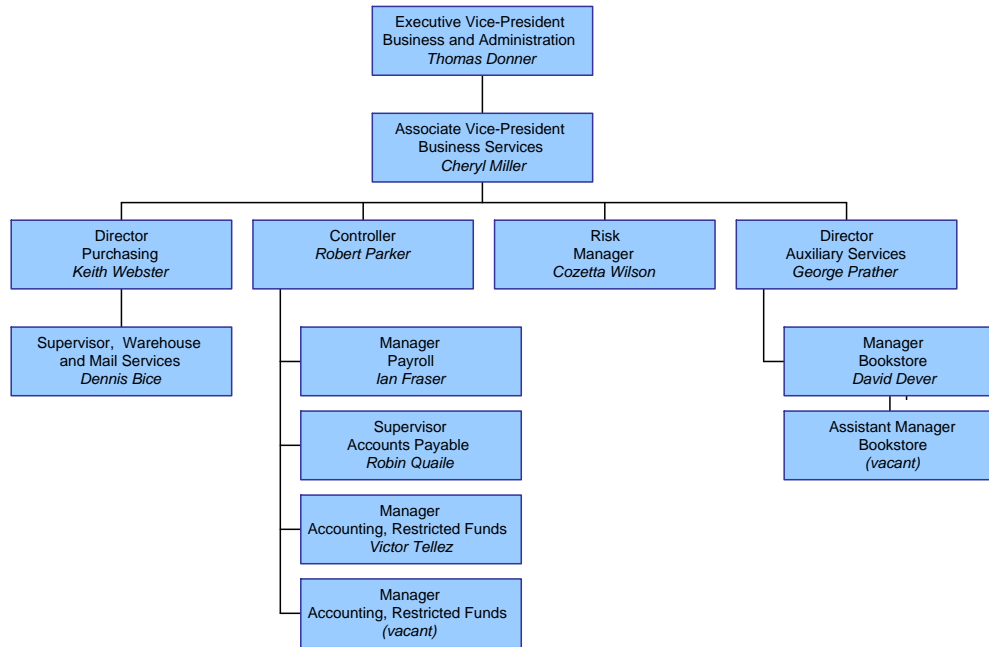 Executive Vice-President
Business and Administration
Thomas Donner
Associate Vice-President
Business Services
Cheryl Miller
Director
Purchasing
Keith Webster
Controller
Robert Parker
Risk
Manager
Cozetta Wilson
Director
Auxiliary Services
George Prather
Supervisor, Warehouse
and Mail Services
Dennis Bice
Manager
Payroll
Ian Fraser
Manager
Bookstore
David Dever
Supervisor
Accounts Payable
Robin Quaile
Assistant Manager
Bookstore
(vacant)
Manager
Accounting, Restricted Funds
Victor Tellez
Manager
Accounting, Restricted Funds
(vacant)